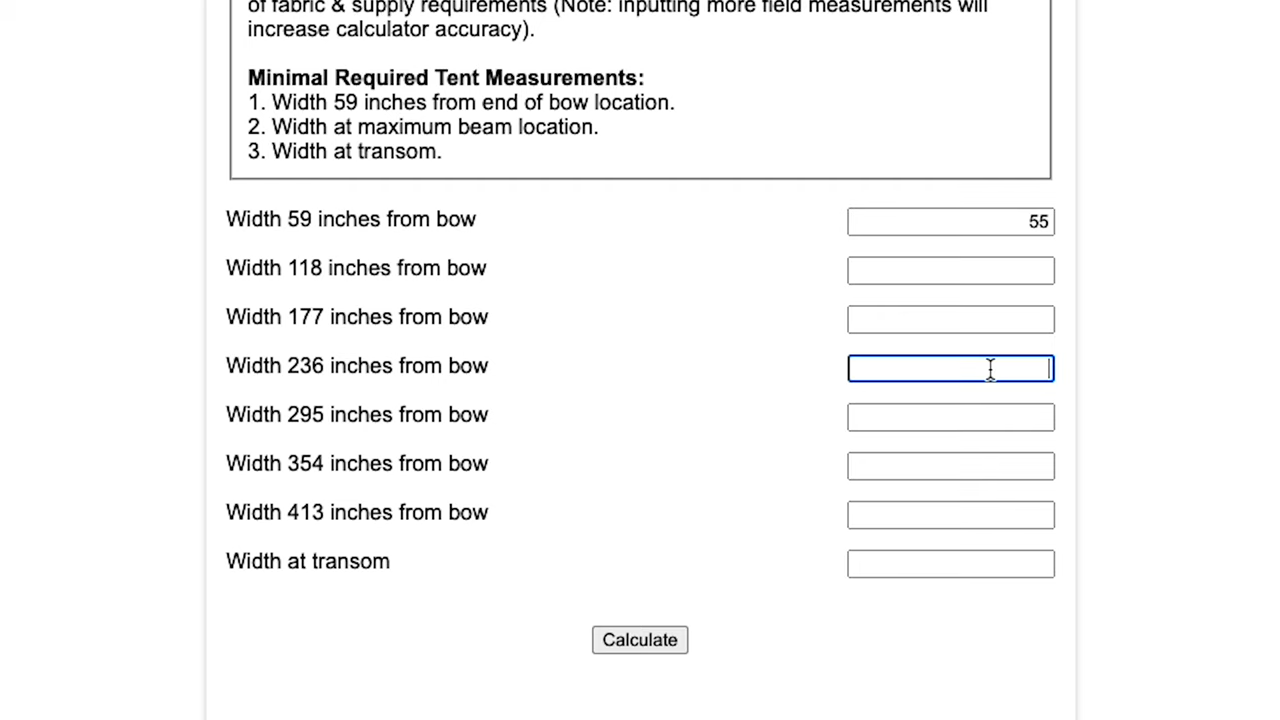 of fabric & supply requirements (Note: inputting more field measurements will
increase calculator accuracy).
Minimal Required Tent Measurements:
1. Width 59 inches from end of bow location.
2. Width at maximum beam location.
3. Width at transom.
Width 59 inches from bow 55
Width 118 inches from bow
Width 177 inches from bow
Width 236 inches from bow
Width 295 inches from bow
Width 354 inches from bow
Width 413 inches from bow
Width at transom
Calculate